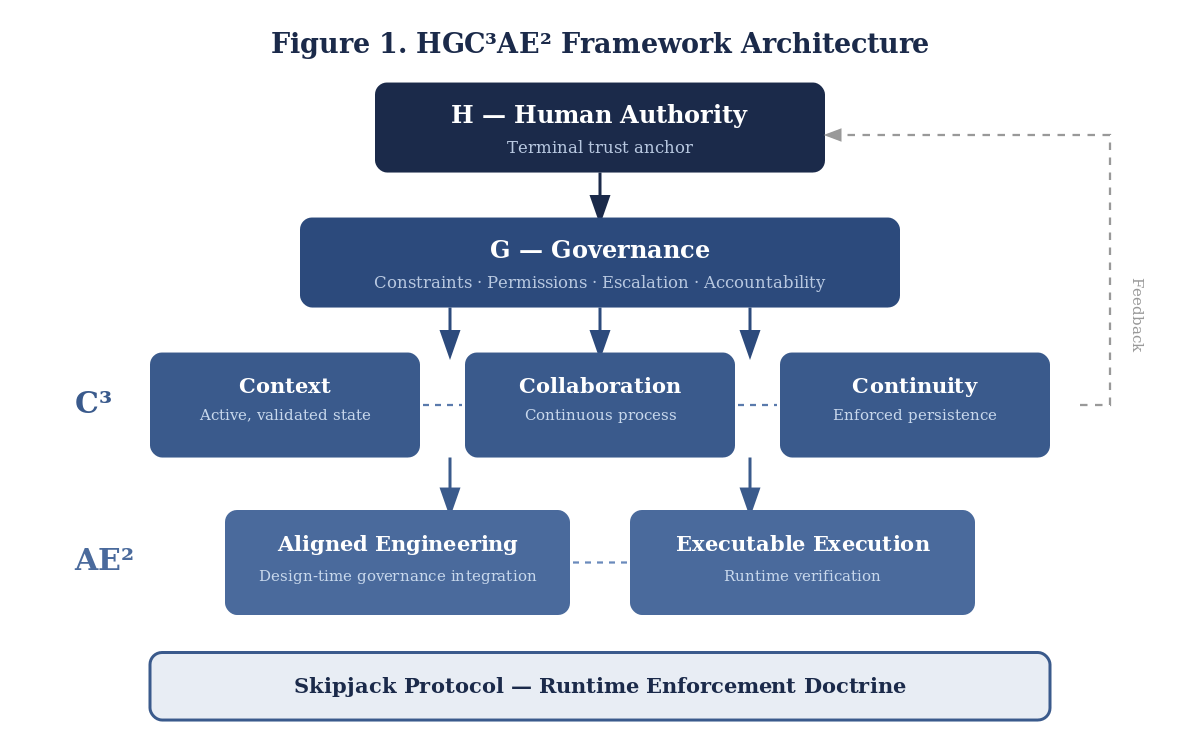 Figure 1. HGC³AE² Framework Architecture
H — Human Authority
Terminal trust anchor
G — Governance
Constraints · Permissions · Escalation · Accountability
Feedback
C³
Context
Active, validated state
Collaboration
Continuous process
Continuity
Enforced persistence
AE²
Aligned Engineering
Design-time governance integration
Executable Execution
Runtime verification
Skipjack Protocol — Runtime Enforcement Doctrine